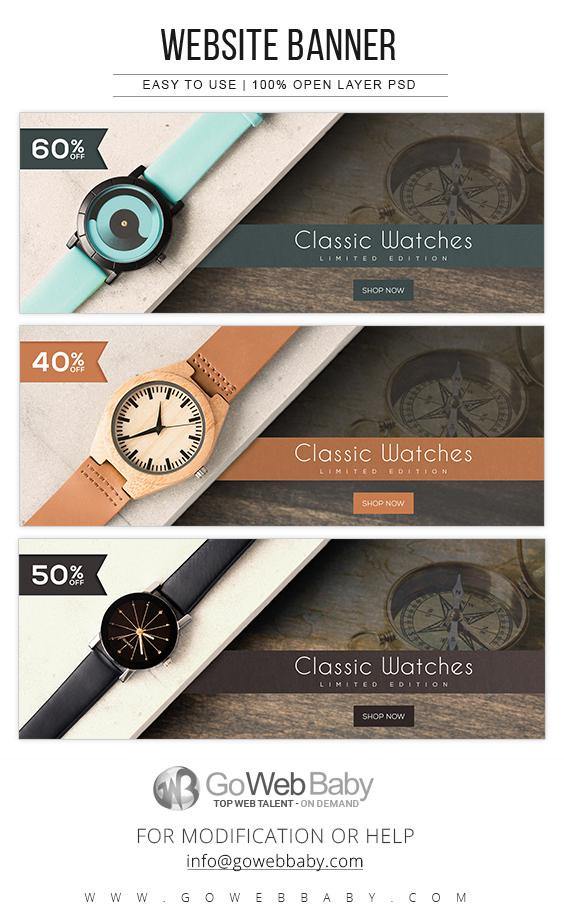 WEBSITE BANNER
EASY TO USE | 100% OPEN LAYER PSD
60% OFF
Classic Watches
LIMITED EDITION
SHOP NOW
40% OFF
Classic Watches
LIMITED EDITION
SHOP NOW
50% OFF
Classic Watches
LIMITED EDITION
SHOP NOW
GoWebBaby
TOP WEB TALENT - ON DEMAND
FOR MODIFICATION OR HELP
info@gowebbaby.com
WWW.GOWEBBABY.COM